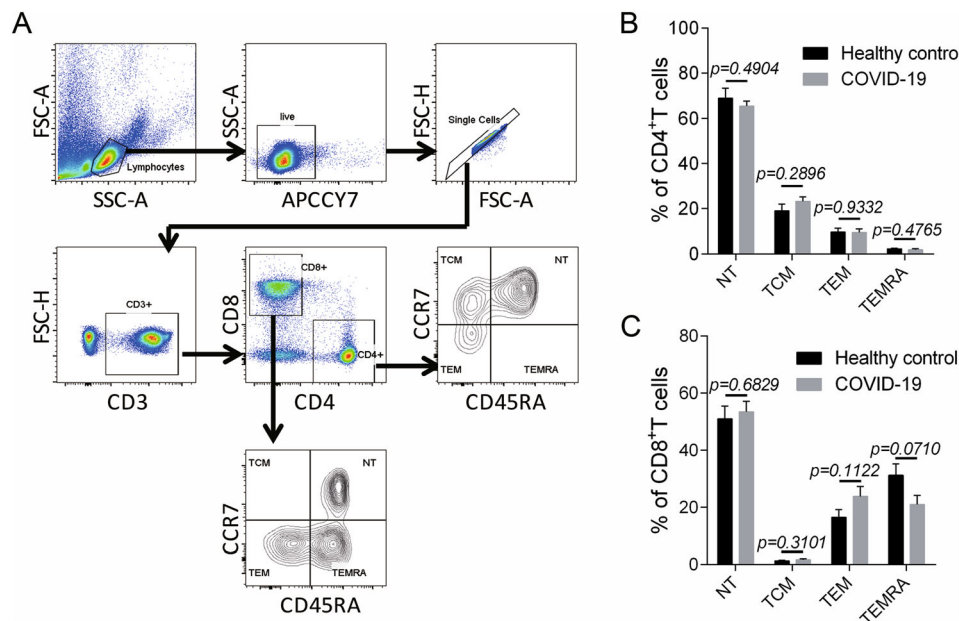 A
FSC-A
Lymphocytes
SSC-A
SSC-A
live
APCCY7
FSC-H
Single Cells
FSC-A
FSC-H
CD3+
CD3
CD8
CD8+
CD4+
CD4
CCR7
TCM
NT
TEM
TEMRA
CD45RA
CCR7
TCM
NT
TEM
TEMRA
CD45RA
B
% of CD4+T cells
100
80
60
40
20
0
Healthy contro
COVID-19
p=0.4904
p=0.2896
p=0.9332
p=0.4765
NT
TCM
TEM
TEMRA
C
% of CD8+T cells
80
60
40
20
0
Healthy control
COVID-19
p=0.6829
p=0.3101
p=0.1122
p=0.0710
NT
TCM
TEM
TEMRA